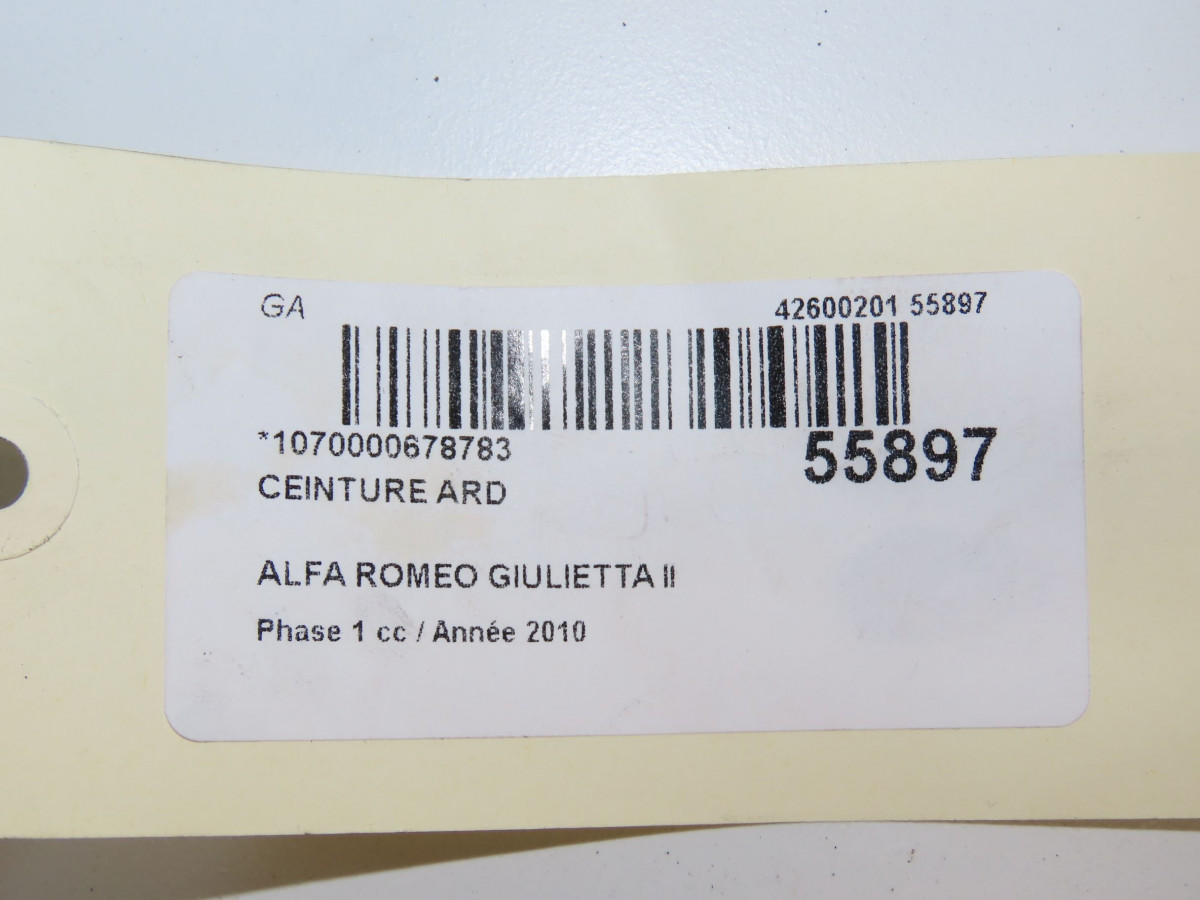 GA 42600201 55897
*1070000678783 55897
CEINTURE ARD
ALFA ROMEO GIULIETTA II
Phase 1 cc / Année 2010